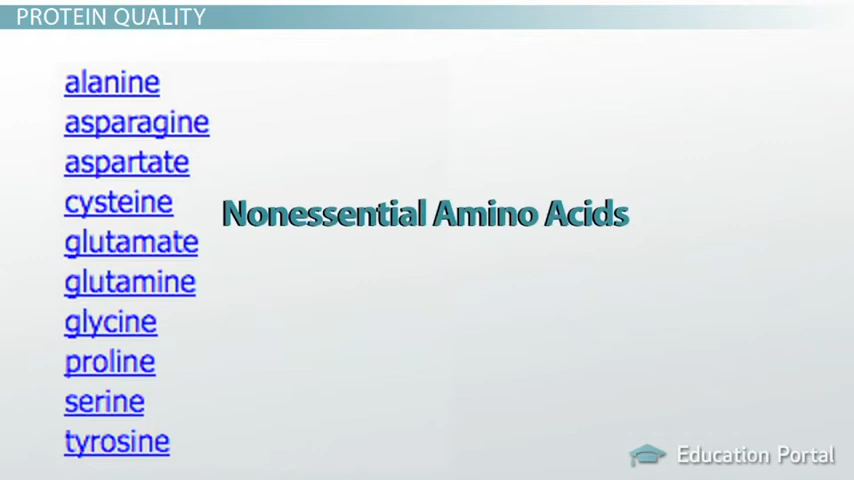 PROTEIN QUALITY
alanine
asparagine
aspartate
cysteine
Nonessential Amino Acids
glutamate
glutamine
glycine
proline
serine
tyrosine
Education Portal